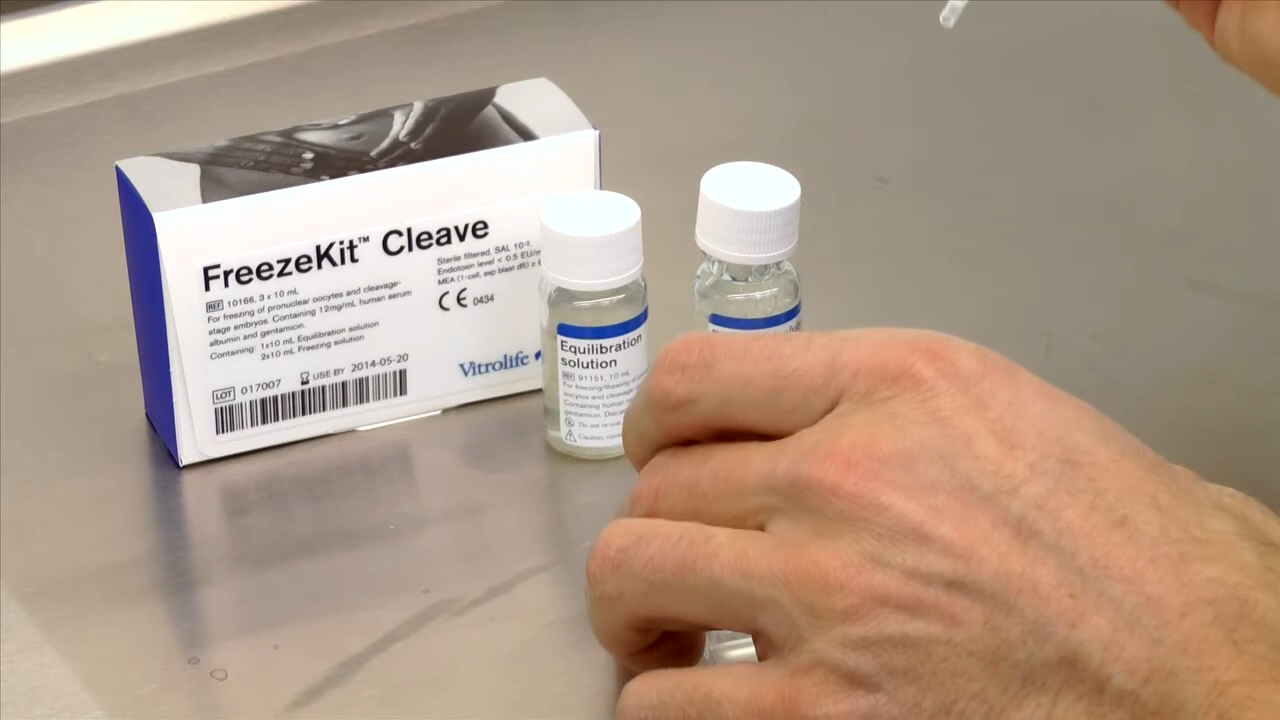 FreezeKit™ Cleave
REF 10166, 3 x 10 mL
For freezing of pronuclear oocytes and cleavage-
stage embryos. Containing 12mg/mL human serum
albumin and gentamicin.
Containing: 1x10 mL Equilibration solution
2x10 mL Freezing solution
LOT 017007
USE BY 2014-05-20
Sterile filtered, SAL 10⁻³,
Endotoxin level < 0.5 EU/m
MEA (1-cell, exp blast d5) ≥
CE 0434
Vitrolife
Equilibration
solution
REF 91151, 10 mL
For freezing/thawing
oocytes and cleavage
Containing human
gentamicin.
Do not re-use
Caution,